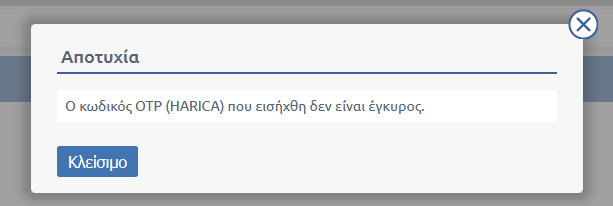 Αποτυχία
Ο κωδικός OTP (HARICA) που εισήχθη δεν είναι έγκυρος.
Κλείσιμο